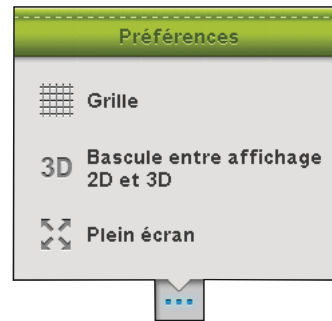 Préférences
Grille
3D
Bascule entre affichage
2D et 3D
Plein écran